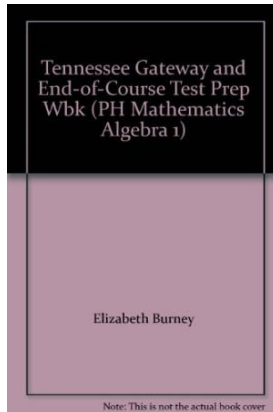 Tennessee Gateway and
End-of-Course Test Prep
Wbk (PH Mathematics
Algebra 1)
Elizabeth Burney
Note: This is not the actual book cover